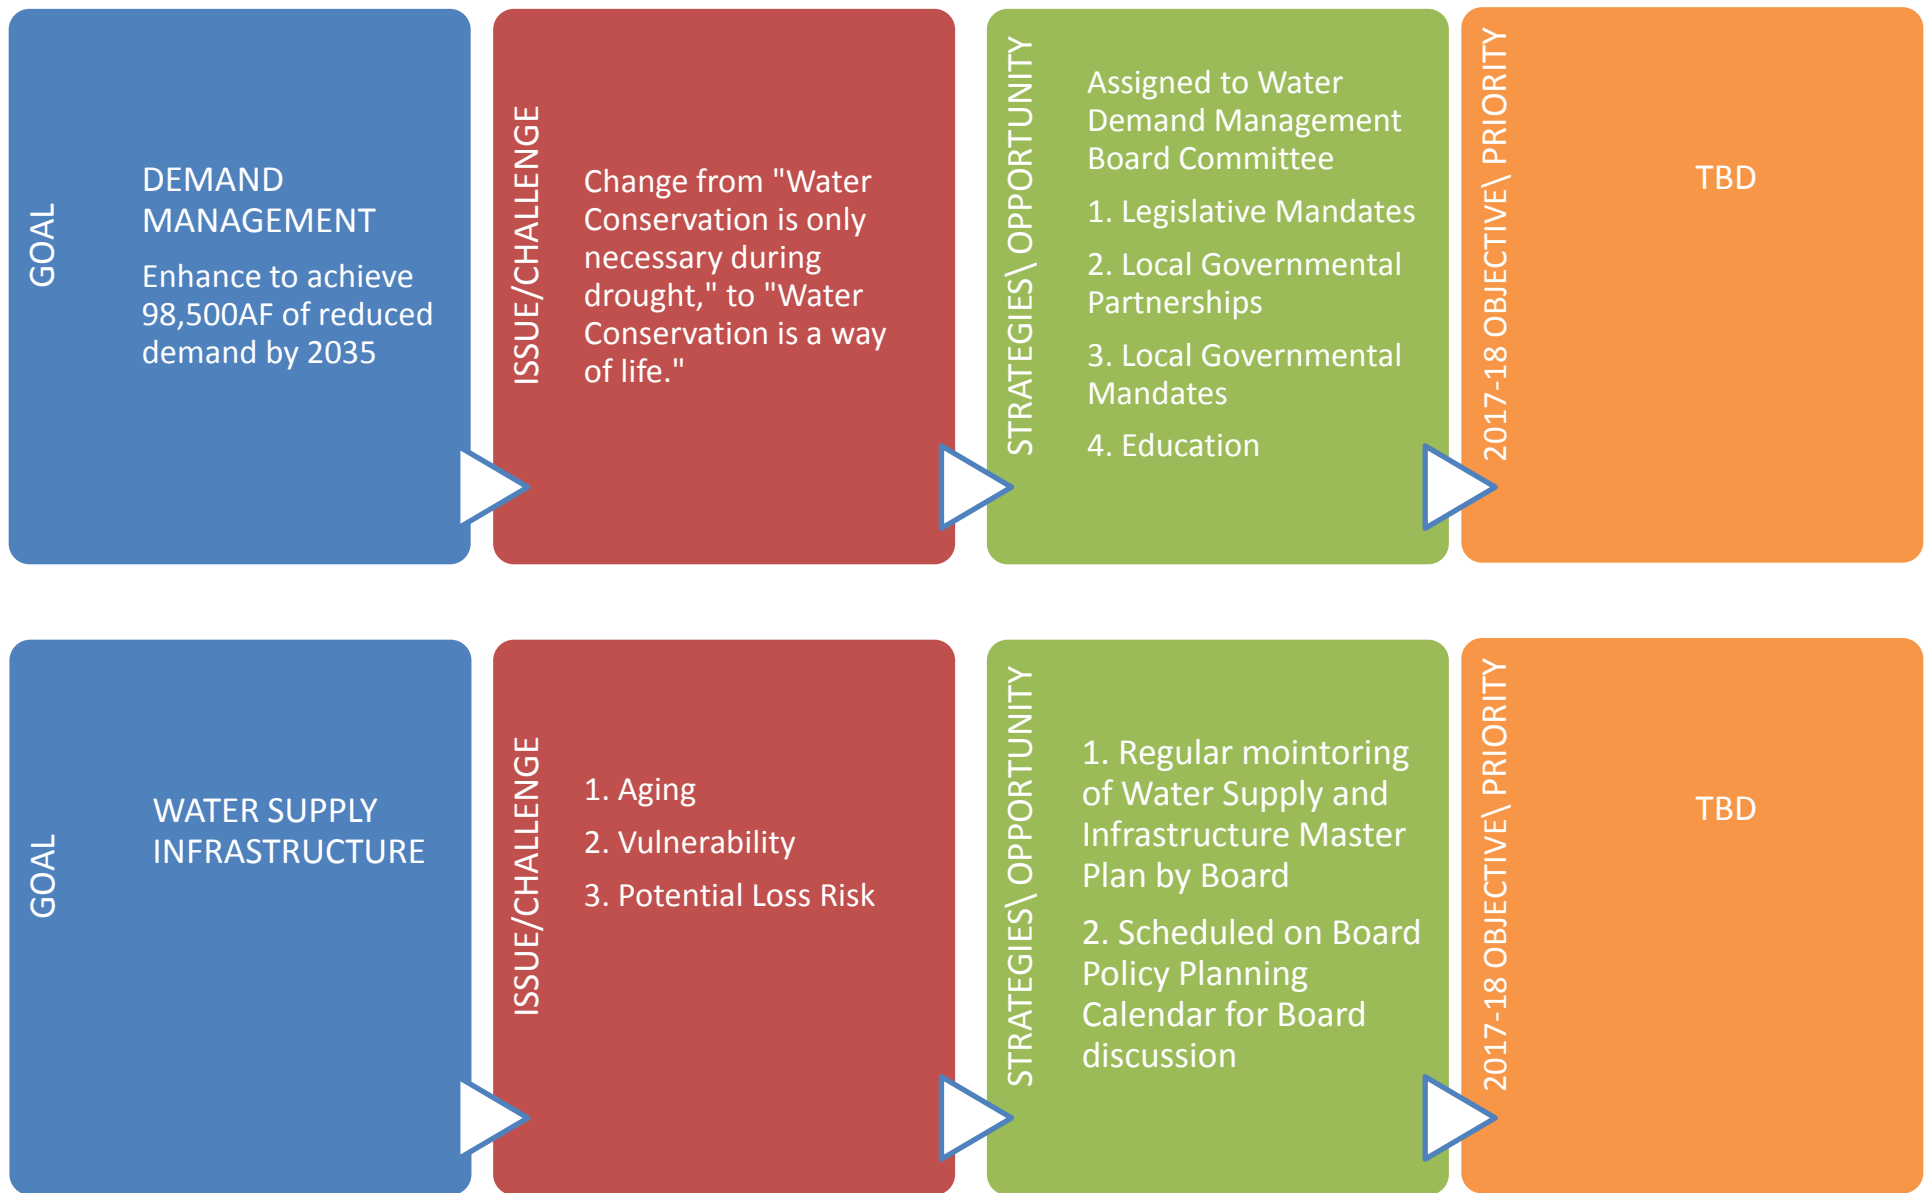 GOAL
DEMAND
MANAGEMENT
Enhance to achieve
98,500AF of reduced
demand by 2035
ISSUE/CHALLENGE
Change from "Water
Conservation is only
necessary during
drought," to "Water
Conservation is a way
of life."
STRATEGIES\ OPPORTUNITY
Assigned to Water
Demand Management
Board Committee
1. Legislative Mandates
2. Local Governmental
Partnerships
3. Local Governmental
Mandates
4. Education
2017-18 OBJECTIVE\ PRIORITY
TBD
GOAL
WATER SUPPLY
INFRASTRUCTURE
ISSUE/CHALLENGE
1. Aging
2. Vulnerability
3. Potential Loss Risk
STRATEGIES\ OPPORTUNITY
1. Regular mointoring
of Water Supply and
Infrastructure Master
Plan by Board
2. Scheduled on Board
Policy Planning
Calendar for Board
discussion
2017-18 OBJECTIVE\ PRIORITY
TBD